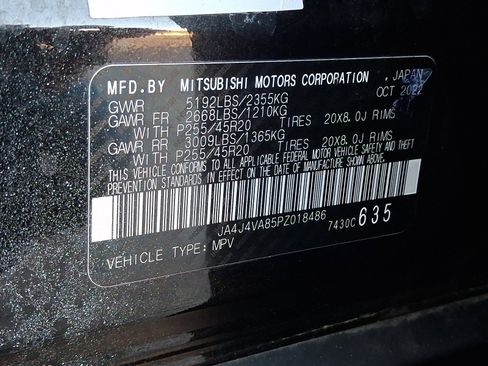 MFD.BY MITSUBISHI MOTORS CORPORATION , JAPAN
GVWR 5192LBS/2355KG OCT 2022
GAWR FR 2668LBS/1210KG
WITH P255/45R20 TIRES 20X8.0J RIMS
GAWR RR 3009LBS/1365KG
WITH P255/45R20 TIRES 20X8.0J RIMS
THIS VEHICLE CONFORMS TO ALL APPLICABLE FEDERAL MOTOR VEHICLE SAFETY AND THEFT
PREVENTION STANDARDS IN EFFECT ON THE DATE OF MANUFACTURE SHOWN ABOVE.
JA4J4VA85PZ018486 7430C635
VEHICLE TYPE: MPV